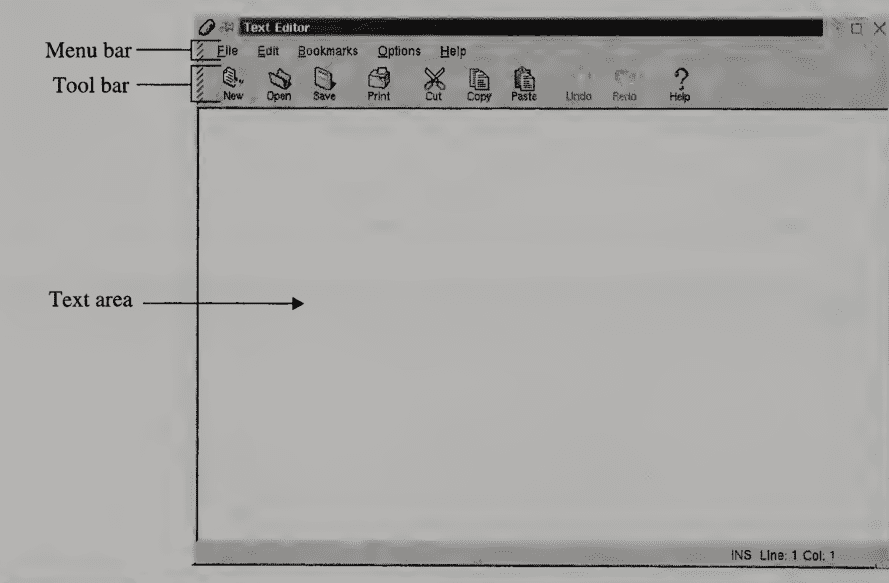 Text Editor
Menu bar
File Edit Bookmarks Options Help
Tool bar
New Open Save Print Cut Copy Paste Undo Redo Help
Text area
INS Line: 1 Col: 1